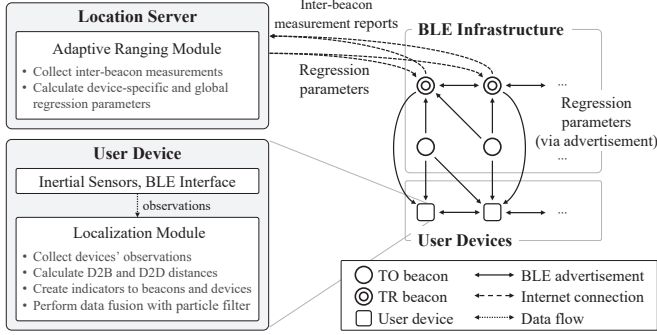 Location Server
Adaptive Ranging Module
• Collect inter-beacon measurements
• Calculate device-specific and global
regression parameters
Inter-beacon
measurement reports
Regression
parameters
BLE Infrastructure
...
Regression
parameters
(via advertisement)
...
...
User Devices
User Device
Inertial Sensors, BLE Interface
observations
Localization Module
• Collect devices’ observations
• Calculate D2B and D2D distances
• Create indicators to beacons and devices
• Perform data fusion with particle filter
TO beacon
BLE advertisement
TR beacon
Internet connection
User device
Data flow